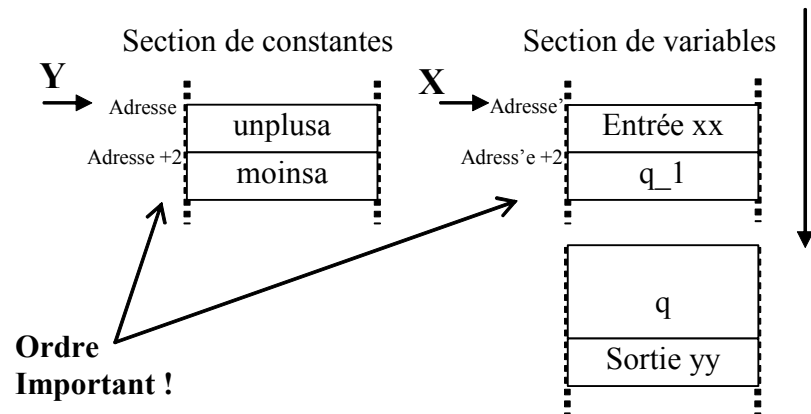 Section de constantes
Section de variables
Y
Adresse
unplusa
Adresse +2
moinsa
X
Adresse'
Entrée xx
Adress'e +2
q_1
q
Sortie yy
Ordre
Important !